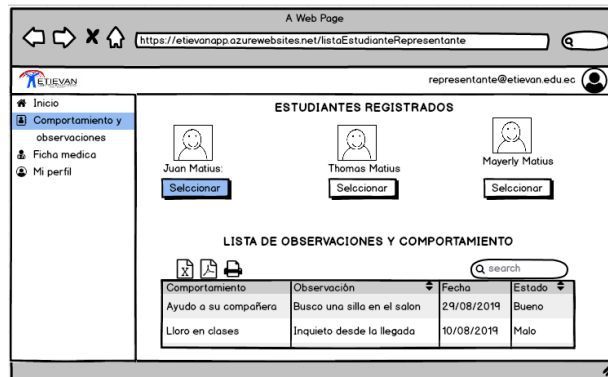 A Web Page
https://etievanapp.azurewebsites.net/listaEstudianteRepresentante
ETIEVAN
representante@etievan.edu.ec
Inicio
Comportamiento y
observaciones
Ficha medica
Mi perfil
ESTUDIANTES REGISTRADOS
Juan Matius:
Thomas Matius
Mayerly Matius
Selccionar
Selccionar
Selccionar
LISTA DE OBSERVACIONES Y COMPORTAMIENTO
search
Comportamiento Observación Fecha Estado
Ayudo a su compañera Busco una silla en el salon 29/08/2019 Bueno
Lloro en clases Inquieto desde la llegada 10/08/2019 Malo